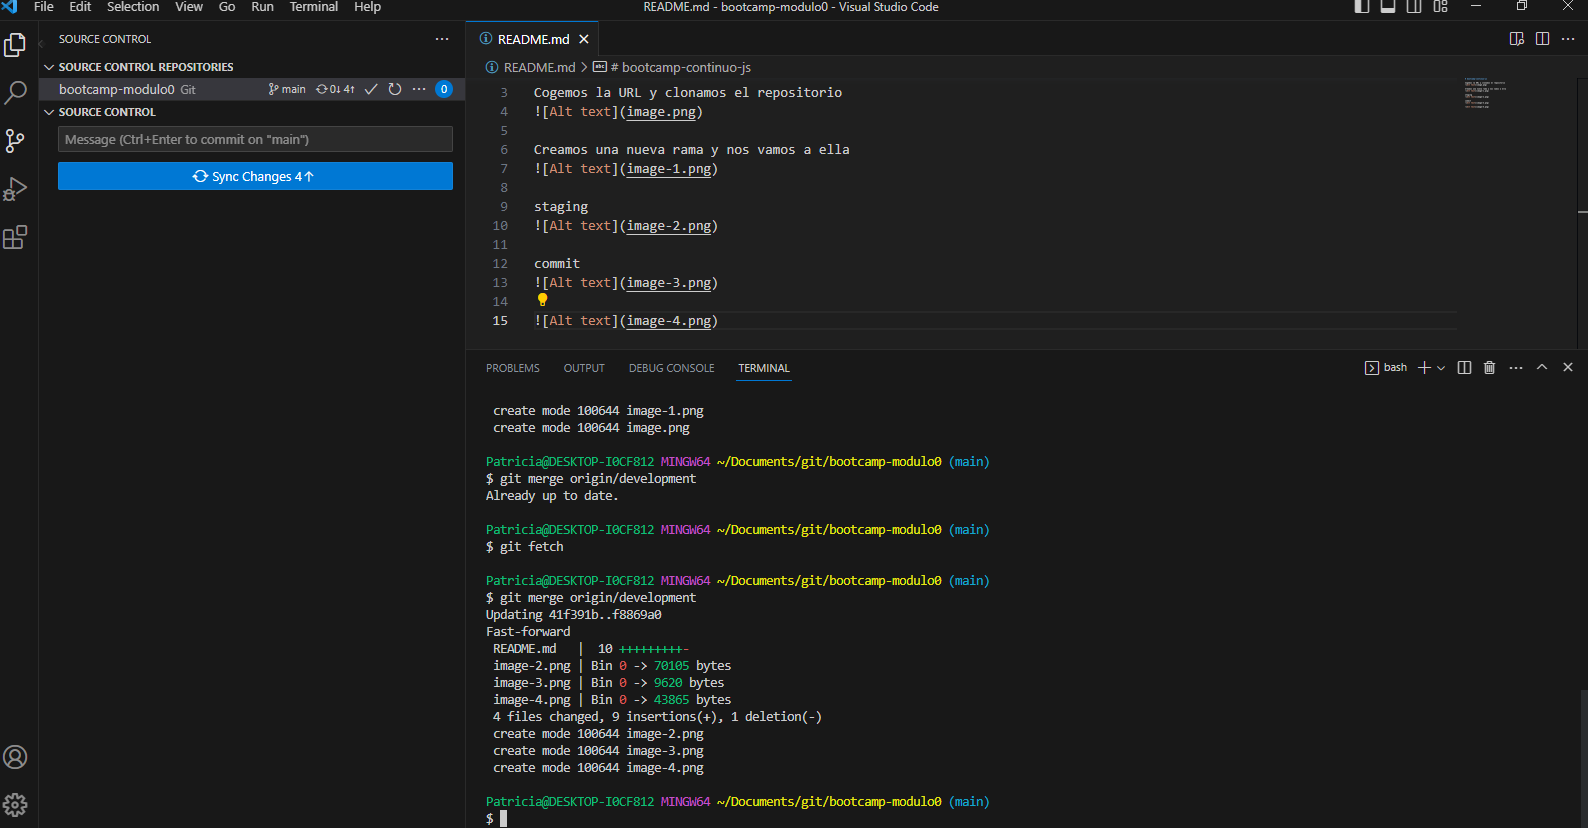 File Edit Selection View Go Run Terminal Help
README.md - bootcamp-modulo0 - Visual Studio Code
SOURCE CONTROL
SOURCE CONTROL REPOSITORIES
bootcamp-modulo0 Git main 0↓ 4↑ 0
SOURCE CONTROL
Message (Ctrl+Enter to commit on "main")
Sync Changes 4↑
README.md
README.md > # bootcamp-continuo-js
3 Cogemos la URL y clonamos el repositorio
4 ![Alt text](image.png)
5
6 Creamos una nueva rama y nos vamos a ella
7 ![Alt text](image-1.png)
8
9 staging
10 ![Alt text](image-2.png)
11
12 commit
13 ![Alt text](image-3.png)
14
15 ![Alt text](image-4.png)
PROBLEMS OUTPUT DEBUG CONSOLE TERMINAL
bash
create mode 100644 image-1.png
create mode 100644 image.png
Patricia@DESKTOP-I0CF812 MINGW64 ~/Documents/git/bootcamp-modulo0 (main)
$ git merge origin/development
Already up to date.
Patricia@DESKTOP-I0CF812 MINGW64 ~/Documents/git/bootcamp-modulo0 (main)
$ git fetch
Patricia@DESKTOP-I0CF812 MINGW64 ~/Documents/git/bootcamp-modulo0 (main)
$ git merge origin/development
Updating 41f391b..f8869a0
Fast-forward
README.md | 10 +++++++++-
image-2.png | Bin 0 -> 70105 bytes
image-3.png | Bin 0 -> 9620 bytes
image-4.png | Bin 0 -> 43865 bytes
4 files changed, 9 insertions(+), 1 deletion(-)
create mode 100644 image-2.png
create mode 100644 image-3.png
create mode 100644 image-4.png
Patricia@DESKTOP-I0CF812 MINGW64 ~/Documents/git/bootcamp-modulo0 (main)
$